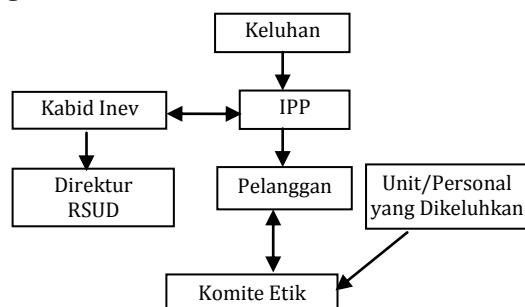 Keluhan
Kabid Inev
IPP
Direktur
RSUD
Pelanggan
Unit/Personal
yang Dikeluhkan
Komite Etik